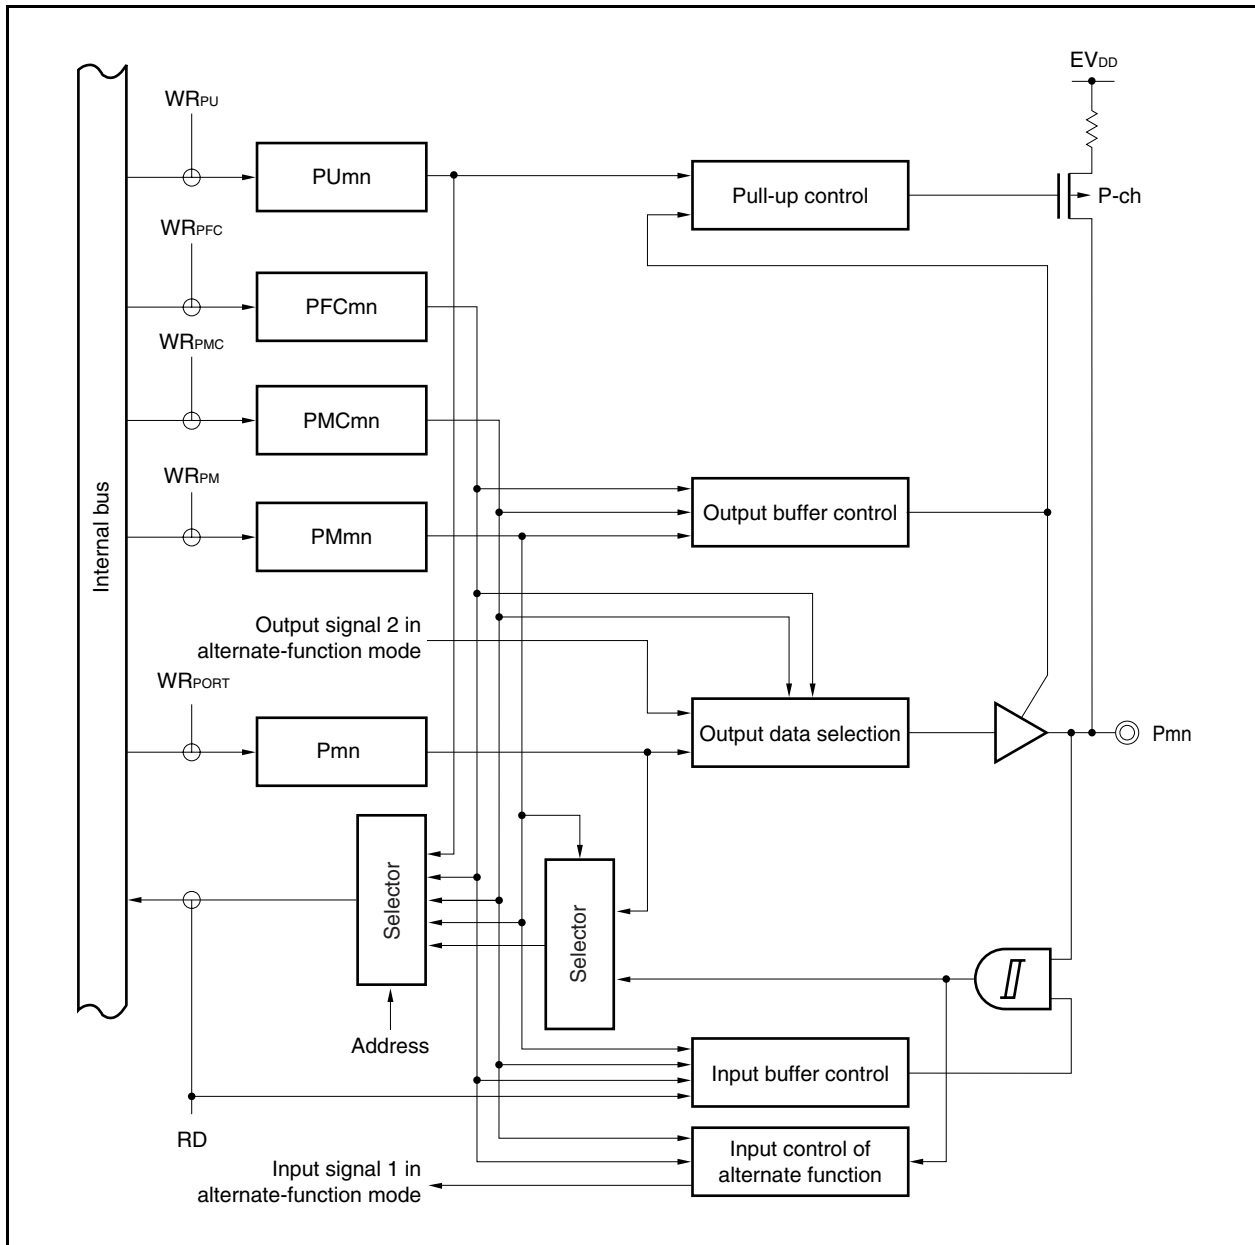 EVDD
WRPU
PUmn
Pull-up control
P-ch
WRPFC
PFCmn
WRPMC
PMCmn
WRPM
PMmn
Output buffer control
Internal bus
Output signal 2 in
alternate-function mode
WRPORT
Pmn
Output data selection
Pmn
Selector
Selector
Address
Input buffer control
RD
Input control of
alternate function
Input signal 1 in
alternate-function mode